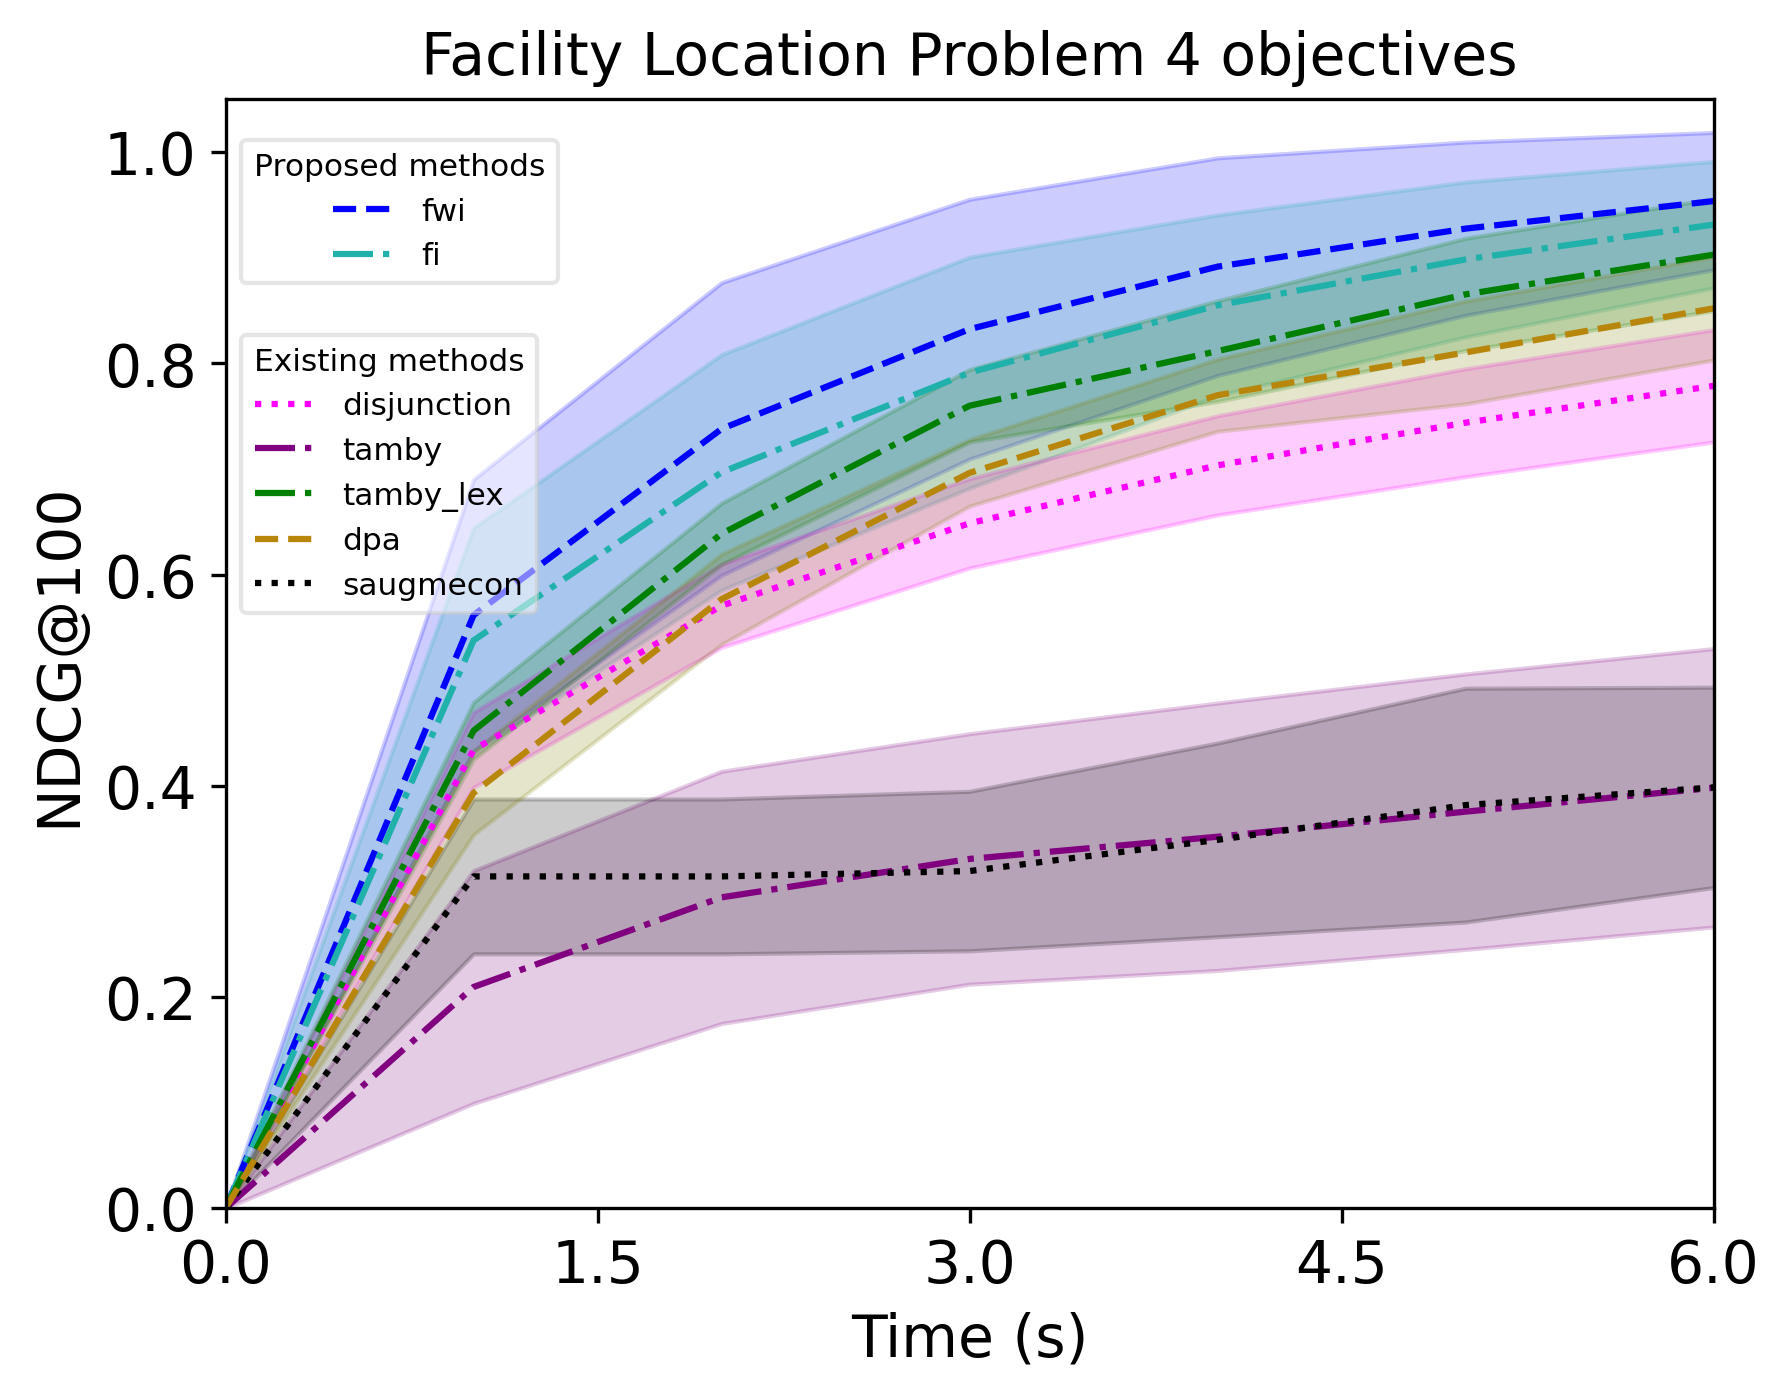 Facility Location Problem 4 objectives
NDCG@100
1.0
0.8
0.6
0.4
0.2
0.0
Proposed methods
fwi
fi
Existing methods
disjunction
tamby
tamby_lex
dpa
saugmecon
0.0 1.5 3.0 4.5 6.0
Time (s)